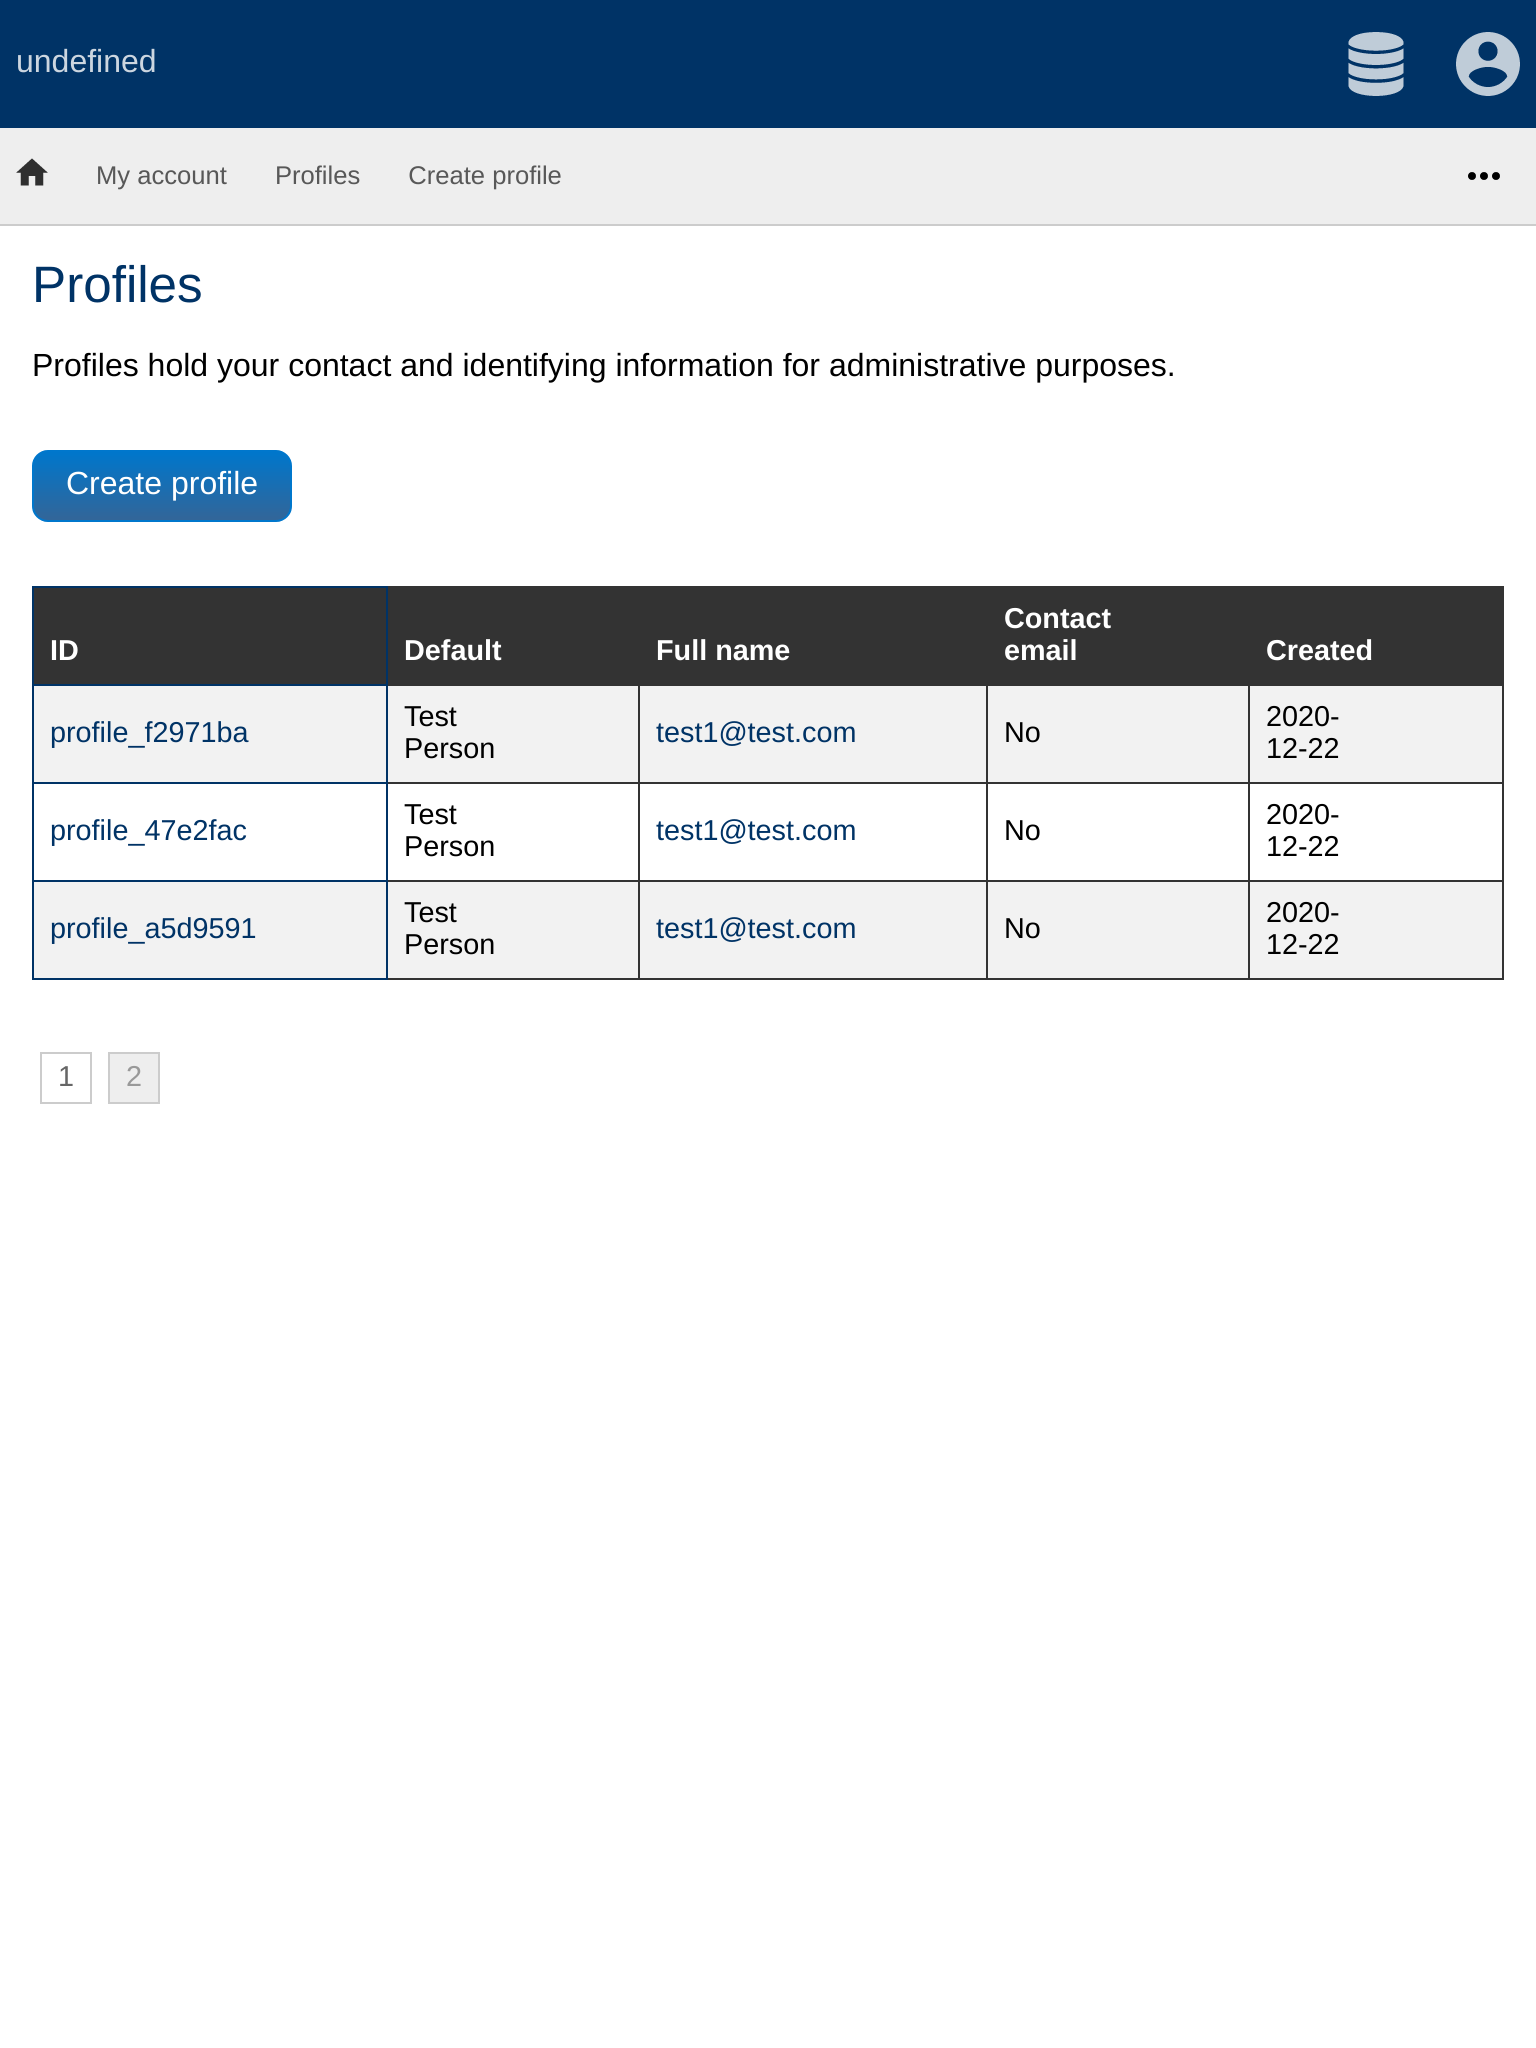 undefined
My account Profiles Create profile
Profiles
Profiles hold your contact and identifying information for administrative purposes.
Create profile
ID Default Full name Contact email Created
profile_f2971ba Test Person test1@test.com No 2020-12-22
profile_47e2fac Test Person test1@test.com No 2020-12-22
profile_a5d9591 Test Person test1@test.com No 2020-12-22
1 2